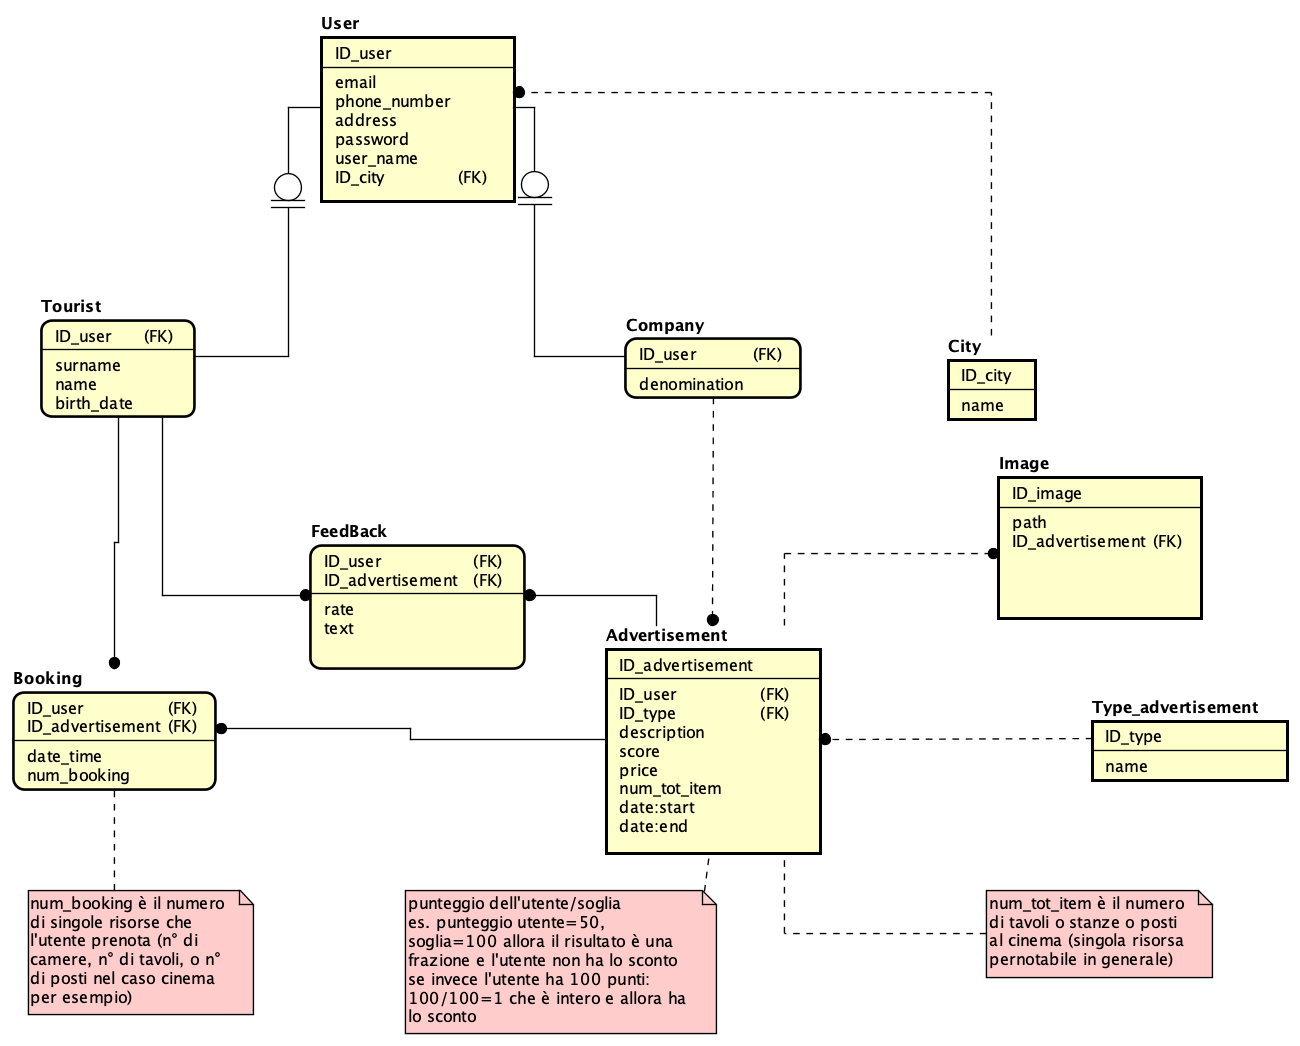 User
ID_user
email
phone_number
address
password
user_name
ID_city (FK)
Tourist
ID_user (FK)
surname
name
birth_date
Company
ID_user (FK)
denomination
City
ID_city
name
Image
ID_image
path
ID_advertisement (FK)
FeedBack
ID_user (FK)
ID_advertisement (FK)
rate
text
Advertisement
ID_advertisement
ID_user (FK)
ID_type (FK)
description
score
price
num_tot_item
date:start
date:end
Booking
ID_user (FK)
ID_advertisement (FK)
date_time
num_booking
Type_advertisement
ID_type
name
num_booking è il numero
di singole risorse che
l'utente prenota (n° di
camere, n° di tavoli, o n°
di posti nel caso cinema
per esempio)
punteggio dell'utente/soglia
es. punteggio utente=50,
soglia=100 allora il risultato è una
frazione e l'utente non ha lo sconto
se invece l'utente ha 100 punti:
100/100=1 che è intero e allora ha
lo sconto
num_tot_item è il numero
di tavoli o stanze o posti
al cinema (singola risorsa
pernotabile in generale)